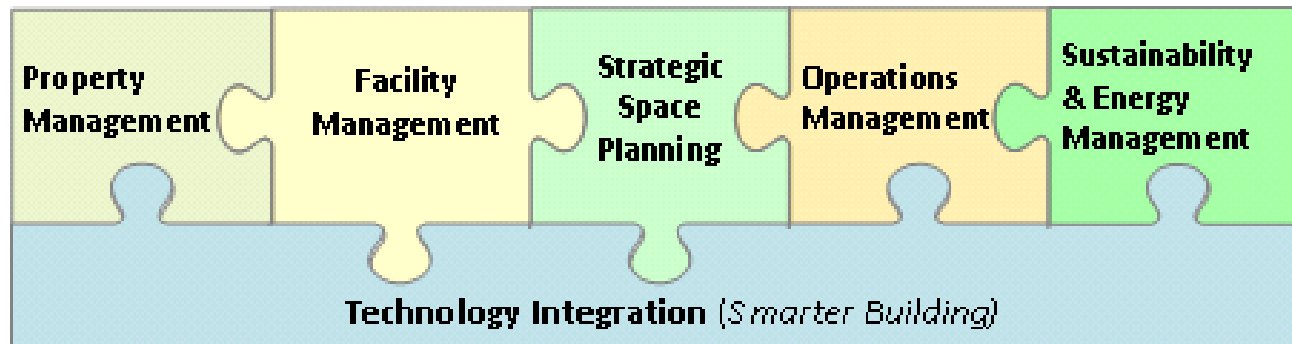 Property
Management
Facility
Management
Strategic
Space
Planning
Operations
Management
Sustainability
& Energy
Management
Technology Integration (Smarter Building)